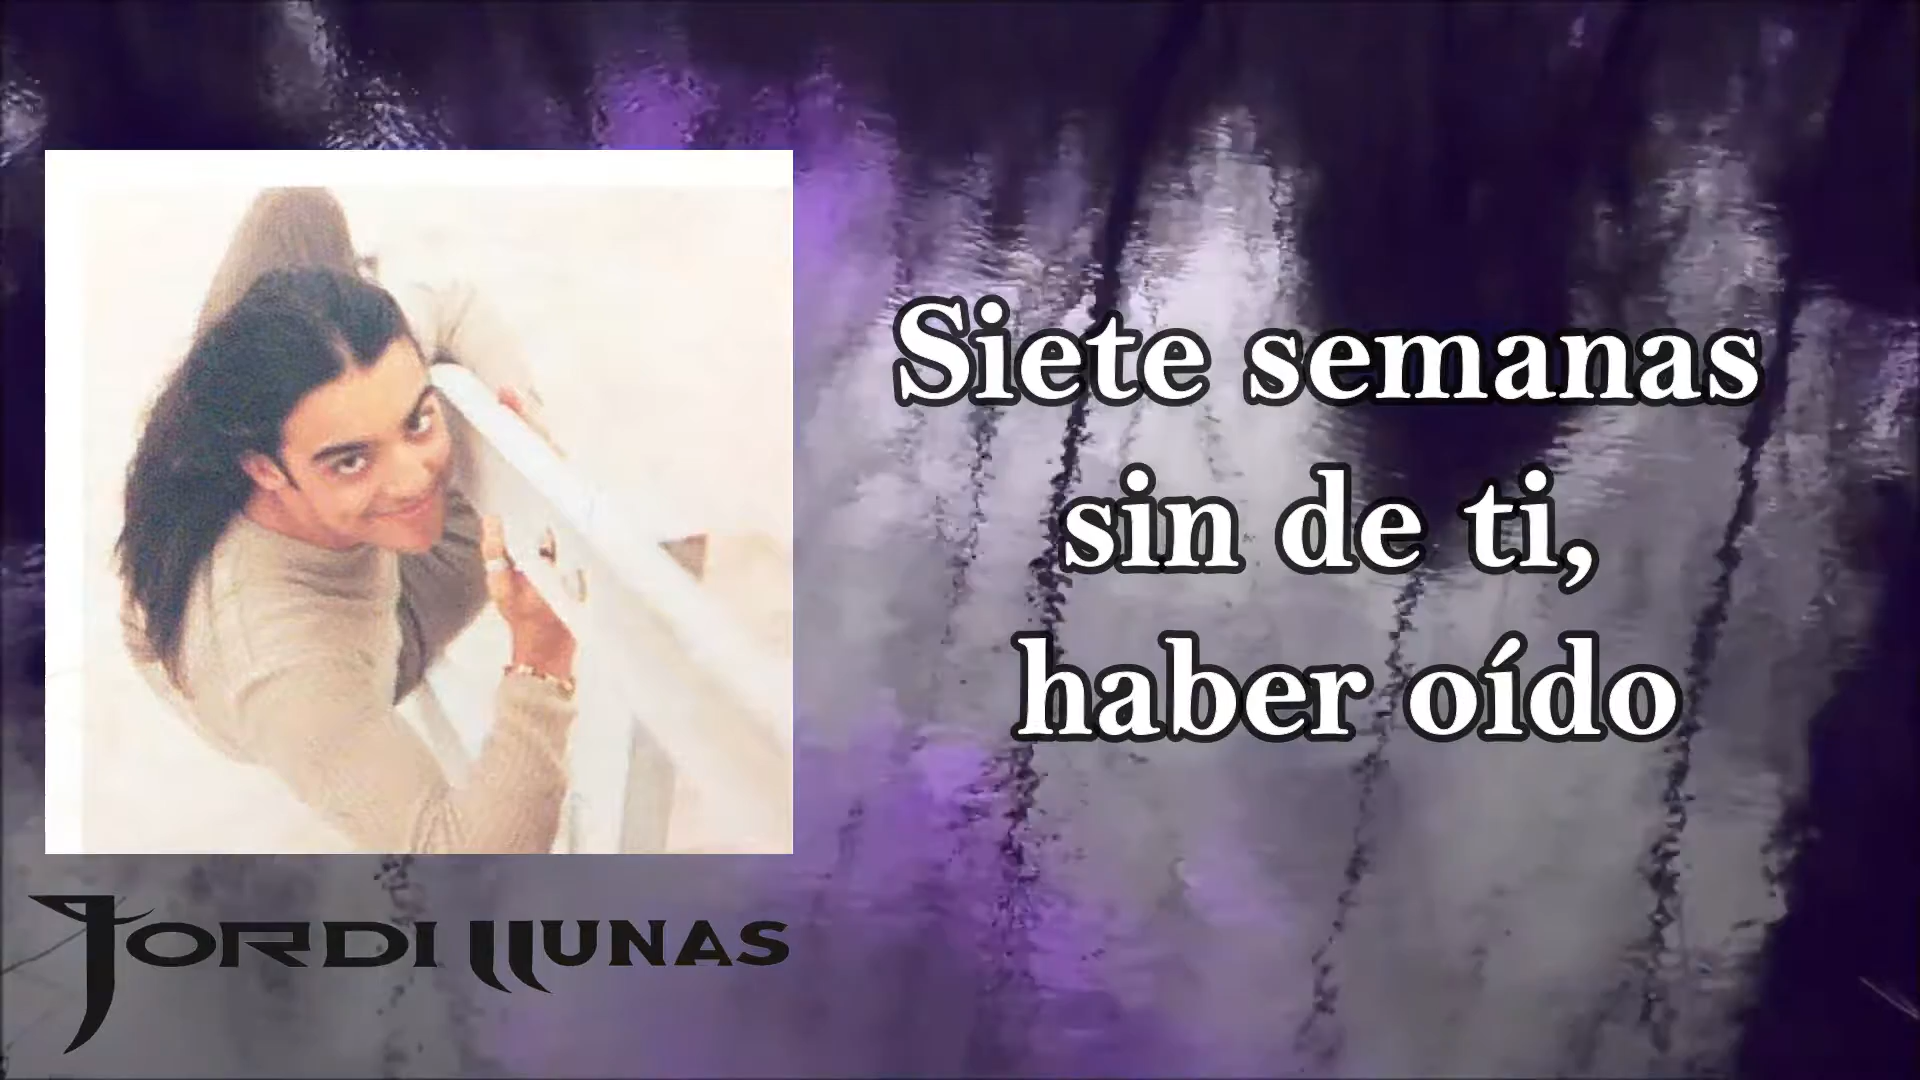 Siete semanas
sin de ti,
haber oído
JORDI LLUNAS